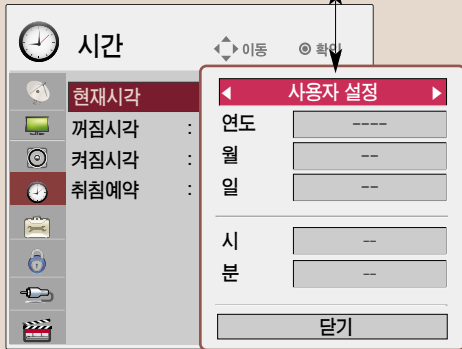 시간
이동 확인
현재시각
꺼짐시각 :
켜짐시각 :
취침예약 :
사용자 설정
연도 ----
월 --
일 --
시 --
분 --
닫기